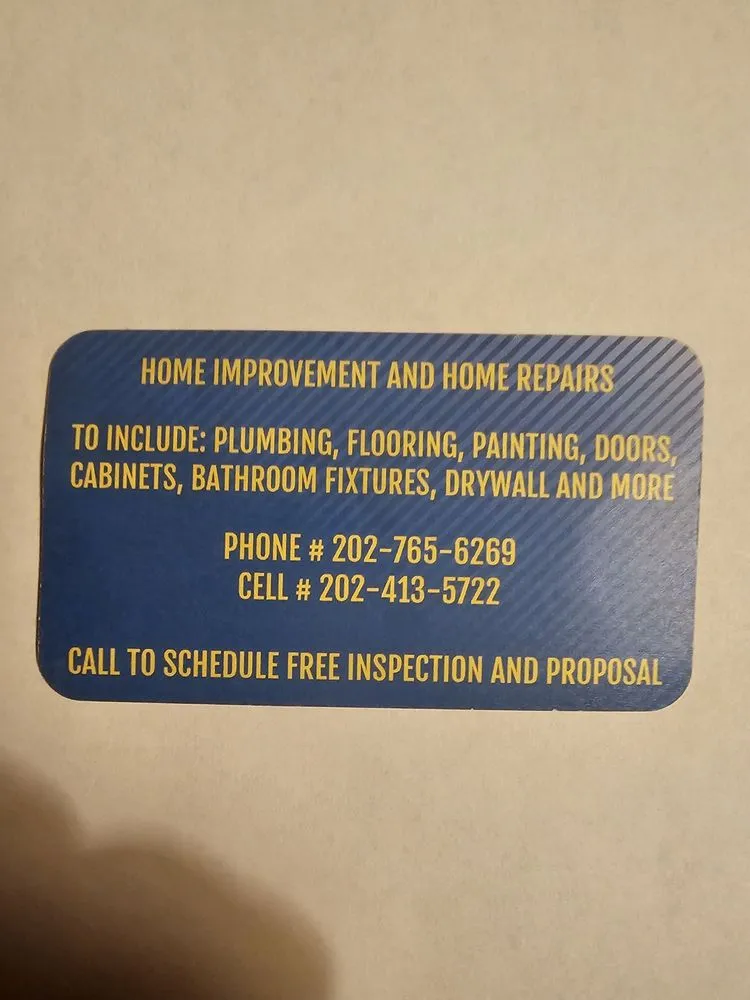 HOME IMPROVEMENT AND HOME REPAIRS
TO INCLUDE: PLUMBING, FLOORING, PAINTING, DOORS,
CABINETS, BATHROOM FIXTURES, DRYWALL AND MORE
PHONE # 202-765-6269
CELL # 202-413-5722
CALL TO SCHEDULE FREE INSPECTION AND PROPOSAL